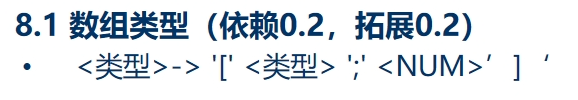 8.1 数组类型（依赖0.2，拓展0.2）
• <类型>-> '[' <类型> ';' <NUM>’ ] ‘